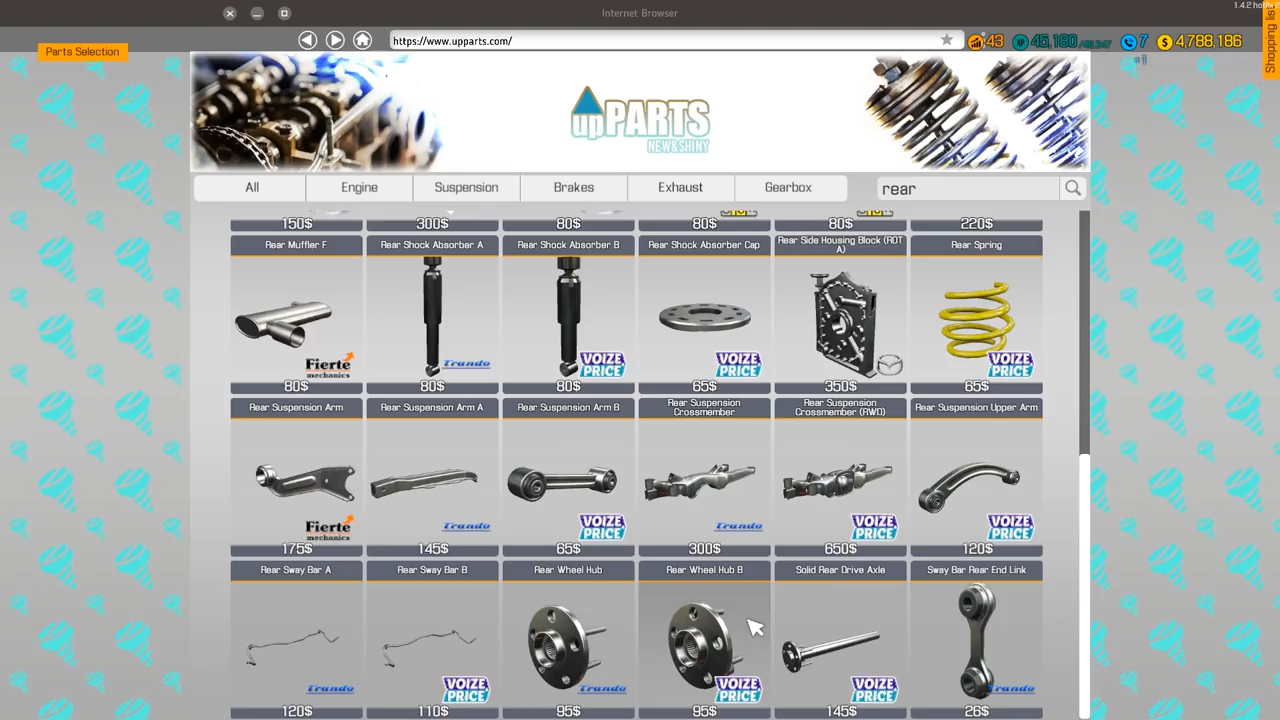 Internet Browser
1.4.2 hotfix
Parts Selection
https://www.upparts.com/
43
45,180
7
4,788,186
Shopping list
upPARTS
NEW&SHINY
All
Engine
Suspension
Brakes
Exhaust
Gearbox
rear
150$
300$
80$
80$
80$
220$
Rear Muffler F
Rear Shock Absorber A
Rear Shock Absorber B
Rear Shock Absorber Cap
Rear Side Housing Block (ROT
A)
Rear Spring
Fierte
mechanics
Trando
VOIZE
PRICE
VOIZE
PRICE
VOIZE
PRICE
80$
80$
80$
65$
350$
65$
Rear Suspension Arm
Rear Suspension Arm A
Rear Suspension Arm B
Rear Suspension
Crossmember
Rear Suspension
Crossmember (RWD)
Rear Suspension Upper Arm
Fierte
mechanics
Trando
VOIZE
PRICE
Trando
VOIZE
PRICE
VOIZE
PRICE
175$
145$
65$
300$
650$
120$
Rear Sway Bar A
Rear Sway Bar B
Rear Wheel Hub
Rear Wheel Hub B
Solid Rear Drive Axle
Sway Bar Rear End Link
Trando
VOIZE
PRICE
Trando
VOIZE
PRICE
VOIZE
PRICE
Trando
120$
110$
95$
95$
145$
26$